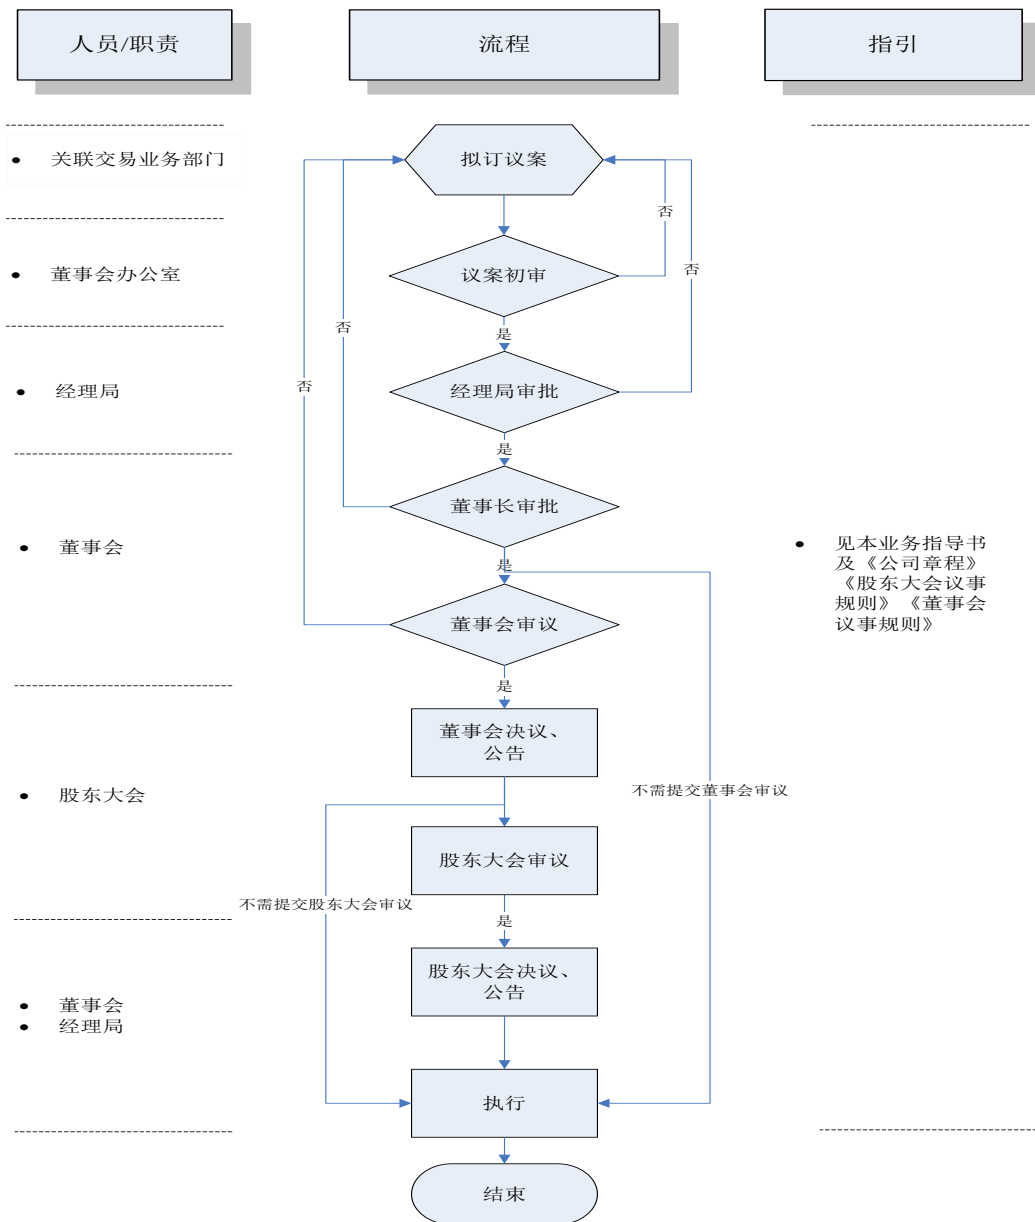 人员/职责
流程
指引
• 关联交易业务部门
拟订议案
否
• 董事会办公室
议案初审
否
是
否
• 经理局
经理局审批
否
是
• 董事会
董事长审批
• 见本业务指导书
及《公司章程》
《股东大会议事
规则》《董事会
议事规则》
是
董事会审议
是
董事会决议、
公告
• 股东大会
不需提交董事会审议
股东大会审议
不需提交股东大会审议
是
股东大会决议、
公告
• 董事会
• 经理局
执行
结束